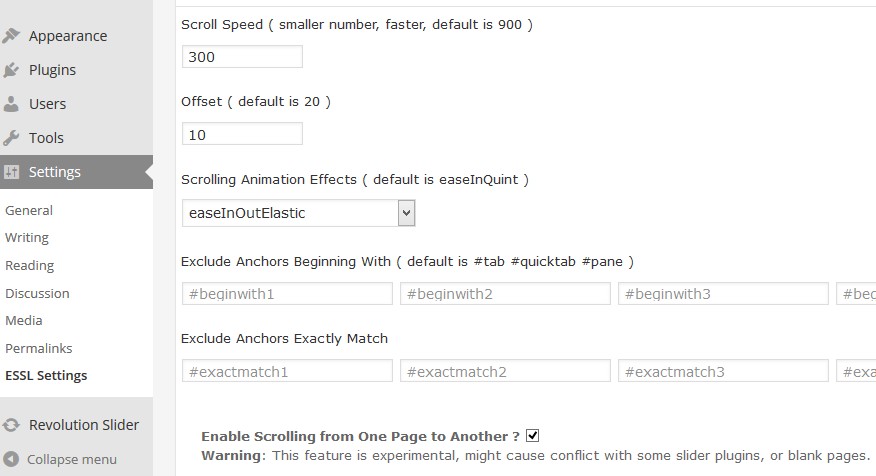 Appearance
Plugins
Users
Tools
Settings
General
Writing
Reading
Discussion
Media
Permalinks
ESSL Settings
Revolution Slider
Collapse menu
Scroll Speed ( smaller number, faster, default is 900 )
300
Offset ( default is 20 )
10
Scrolling Animation Effects ( default is easeInQuint )
easeInOutElastic
Exclude Anchors Beginning With ( default is #tab #quicktab #pane )
#beginwith1 #beginwith2 #beginwith3 #beg
Exclude Anchors Exactly Match
#exactmatch1 #exactmatch2 #exactmatch3 #exa
Enable Scrolling from One Page to Another ?
Warning: This feature is experimental, might cause conflict with some slider plugins, or blank pages.